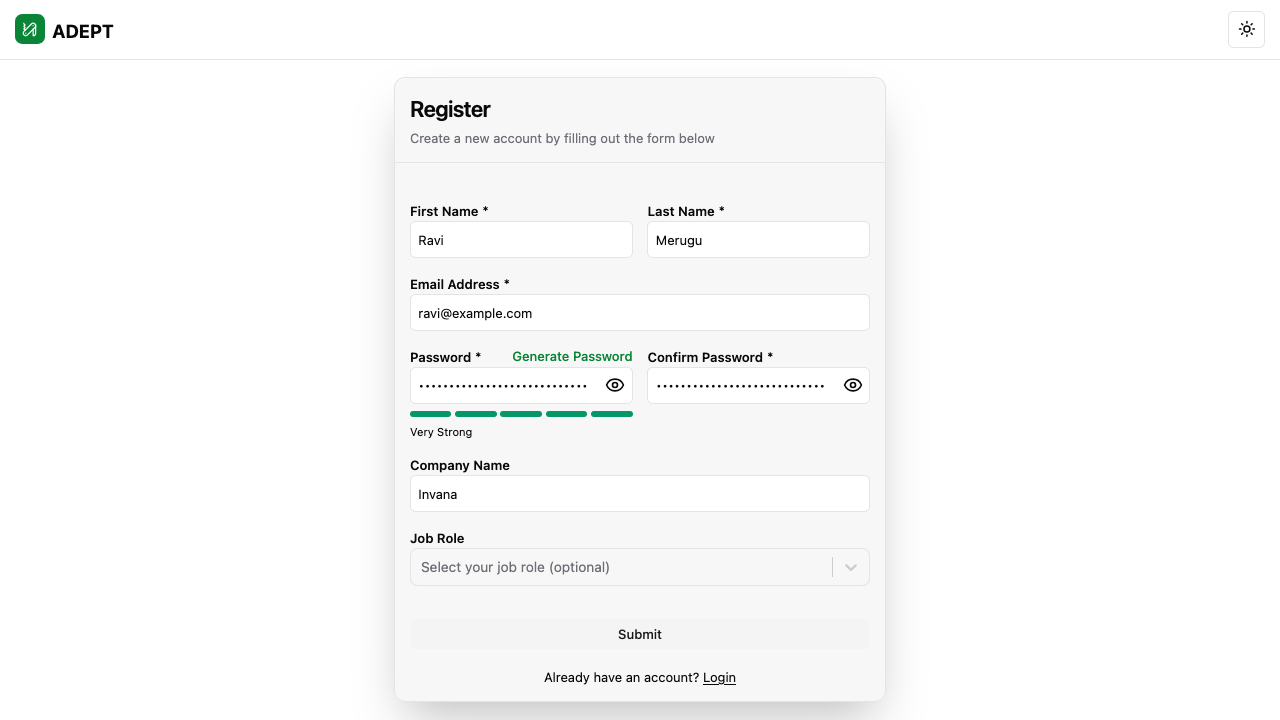 ADEPT
Register
Create a new account by filling out the form below
First Name *
Last Name *
Ravi
Merugu
Email Address *
ravi@example.com
Password *
Generate Password
Confirm Password *
••••••••••••••••••••••••••••
••••••••••••••••••••••••••••
Very Strong
Company Name
Invana
Job Role
Select your job role (optional)
Submit
Already have an account? Login